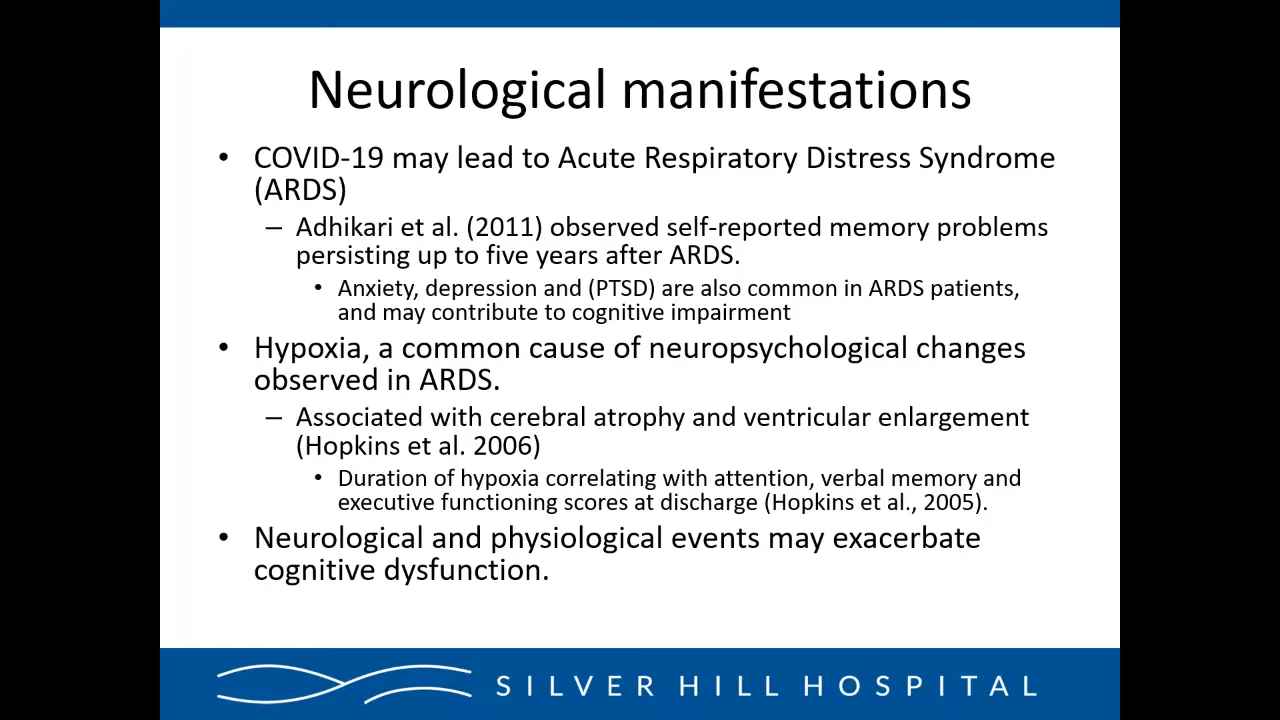 Neurological manifestations
• COVID-19 may lead to Acute Respiratory Distress Syndrome
(ARDS)
– Adhikari et al. (2011) observed self-reported memory problems
persisting up to five years after ARDS.
• Anxiety, depression and (PTSD) are also common in ARDS patients,
and may contribute to cognitive impairment
• Hypoxia, a common cause of neuropsychological changes
observed in ARDS.
– Associated with cerebral atrophy and ventricular enlargement
(Hopkins et al. 2006)
• Duration of hypoxia correlating with attention, verbal memory and
executive functioning scores at discharge (Hopkins et al., 2005).
• Neurological and physiological events may exacerbate
cognitive dysfunction.
SILVER HILL HOSPITAL